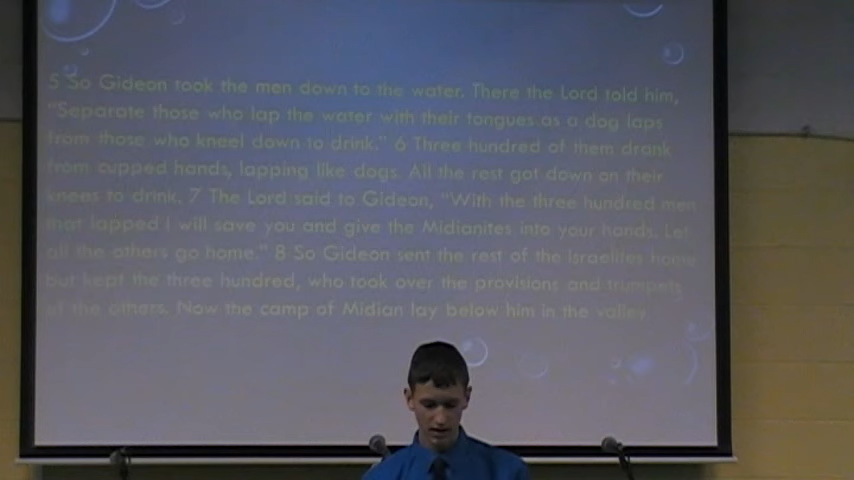 5 So Gideon took the men down to the water. There the Lord told him,
"Separate those who lap the water with their tongues as a dog laps
from those who kneel down to drink." 6 Three hundred of them drank
from cupped hands, lapping like dogs. All the rest got down on their
knees to drink. 7 The Lord said to Gideon, "With the three hundred men
that lapped I will save you and give the Midianites into your hands. Let
all the others go home." 8 So Gideon sent the rest of the Israelites home
but kept the three hundred, who took over the provisions and trumpets
of the others. Now the camp of Midian lay below him in the valley.